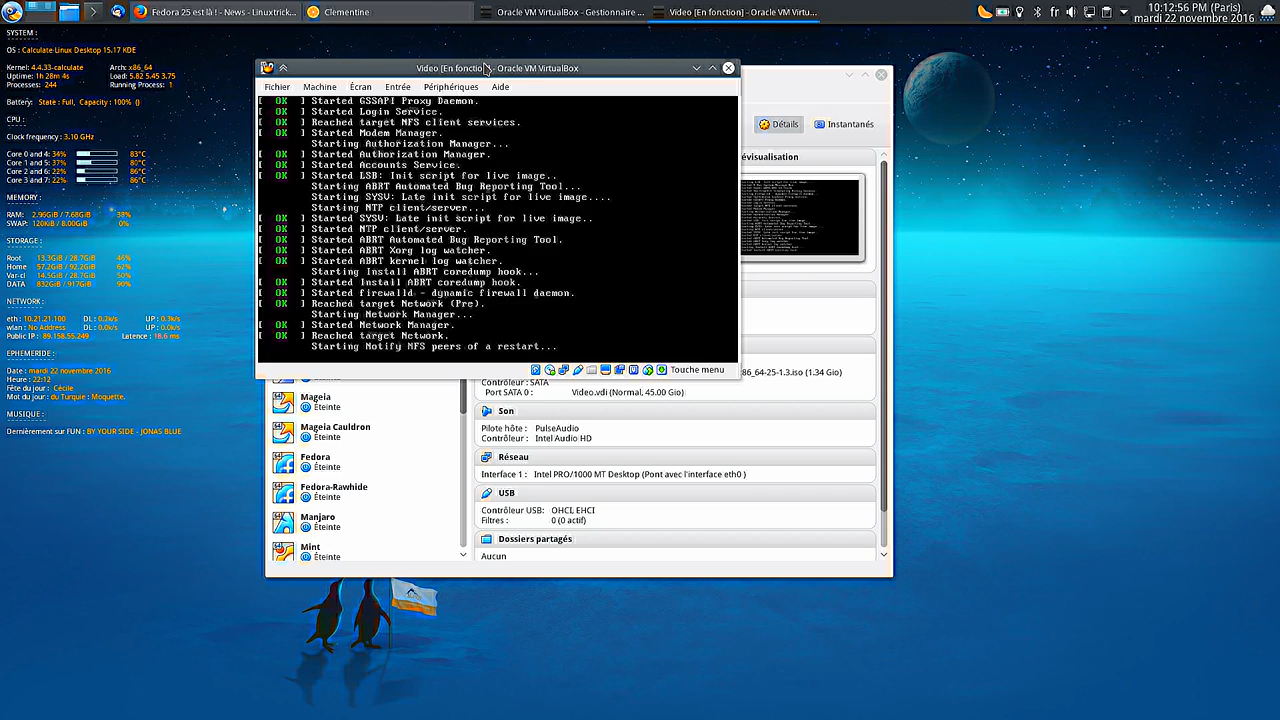 Fedora 25 est là ! - News - Linuxtrick...
Clementine
Oracle VM VirtualBox - Gestionnaire ...
Video [En fonction] - Oracle VM Virtu...
fr
10:12:56 PM (Paris)
mardi 22 novembre 2016
SYSTEM :
OS : Calculate-Linux Desktop 15.17 KDE
Kernel: 4.4.33-calculate Arch: x86_64
Uptime: 1h 28m 4s Load: 5.82 5.45 3.75
Running Process: 1
Battery: State : Full, Capacity : 100% ()
CPU :
Clock frequency : 3.10 GHz
Core 0 and 4: 34% 83°C
Core 1 and 5: 37% 80°C
Core 2 and 6: 33% 86°C
Core 3 and 7: 22% 86°C
MEMORY :
RAM: 2.96GiB / 7.68GiB 38%
SWAP: 120KiB / 8.00GiB 0%
STORAGE :
Root 13.3GiB / 28.7GiB 46%
Home 57.2GiB / 92.2GiB 62%
Var-cl 14.5GiB / 28.7GiB 50%
DATA 832GiB / 917GiB 90%
NETWORK :
eth : 10.21.21.100 DL : 0.2k/s UP : 0.3k/s
wlan : No Address DL : 0.0k/s UP : 0.0k/s
Public IP : 89.158.55.249 Latence : 18.6 ms
EPHEMERIDE :
mardi 22 novembre 2016
Heure : 22:12
Fête du jour : Cécile
Mot du jour : du Turquie : Moquette.
MUSIQUE :
Dernièrement sur FUN : BY YOUR SIDE - JONAS BLUE
Video [En fonction] - Oracle VM VirtualBox
Fichier Machine Écran Entrée Périphériques Aide
[ OK ] Started GSSAPI Proxy Daemon.
[ OK ] Started Login Service.
[ OK ] Reached target NFS client services.
[ OK ] Started Modem Manager.
Starting Authorization Manager...
[ OK ] Started Authorization Manager.
[ OK ] Started Accounts Service.
[ OK ] Started LSB: Init script for live image..
Starting ABRT Automated Bug Reporting Tool...
Starting SYSV: Late init script for live image....
Starting NTP client/server...
[ OK ] Started SYSV: Late init script for live image..
[ OK ] Started NTP client/server.
[ OK ] Started ABRT Automated Bug Reporting Tool.
[ OK ] Started ABRT Xorg log watcher.
[ OK ] Started ABRT kernel log watcher.
Starting Install ABRT coredump hook...
[ OK ] Started Install ABRT coredump hook.
[ OK ] Started firewalld - dynamic firewall daemon.
[ OK ] Reached target Network (Pre).
Starting Network Manager...
[ OK ] Started Network Manager.
[ OK ] Reached target Network.
Starting Notify NFS peers of a restart...
Touche menu
Détails Instantanés
évisualisation
86_64-25-1.3.iso (1.34 Gio)
Contrôleur : SATA
Port SATA 0 : Video.vdi (Normal, 45.00 Gio)
Son
Pilote hôte : PulseAudio
Contrôleur : Intel Audio HD
Réseau
Interface 1 : Intel PRO/1000 MT Desktop (Pont avec l'interface eth0 )
USB
Contrôleur USB: OHCI, EHCI
Filtres : 0 (0 actif)
Dossiers partagés
Aucun
Éteinte
Mageia
Éteinte
Mageia Cauldron
Éteinte
Fedora
Éteinte
Fedora-Rawhide
Éteinte
Manjaro
Éteinte
Mint
Éteinte